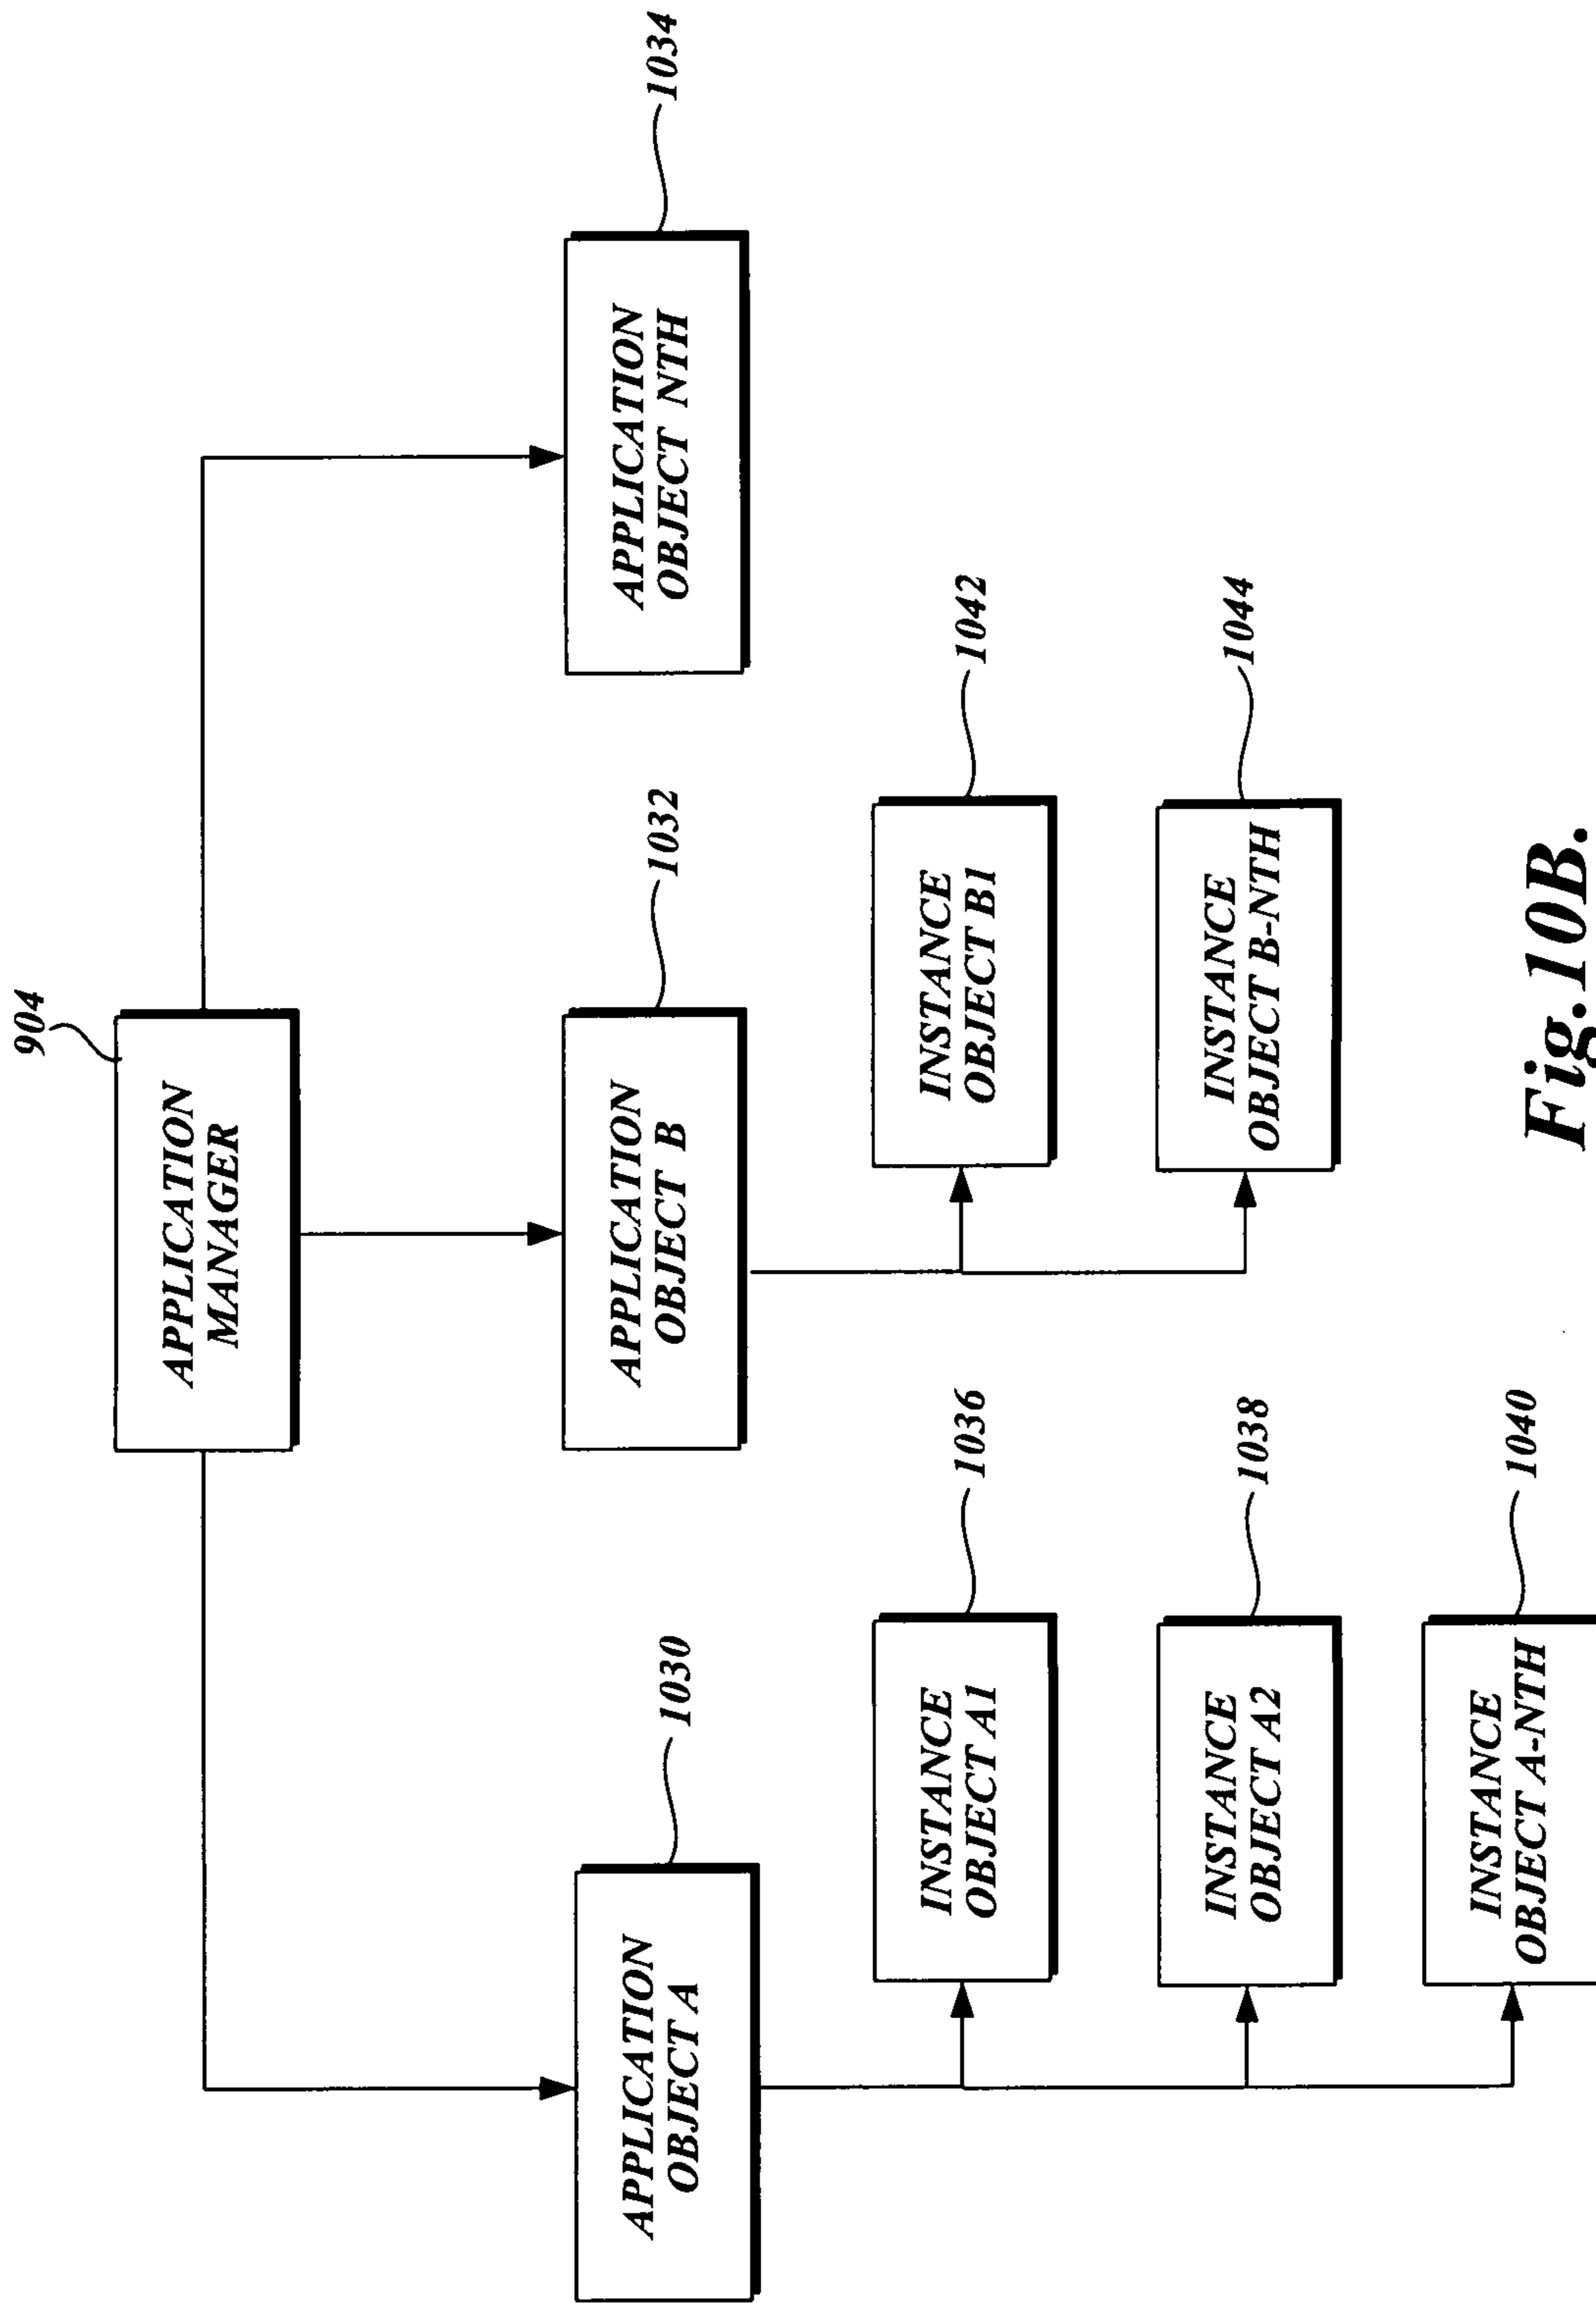 904
APPLICATION
MANAGER
1030
APPLICATION
OBJECT A
1032
APPLICATION
OBJECT B
1034
APPLICATION
OBJECT NTH
1036
INSTANCE
OBJECT A1
1042
INSTANCE
OBJECT B1
1038
INSTANCE
OBJECT A2
1044
INSTANCE
OBJECT B-NTH
1040
INSTANCE
OBJECT A-NTH
Fig.10B.